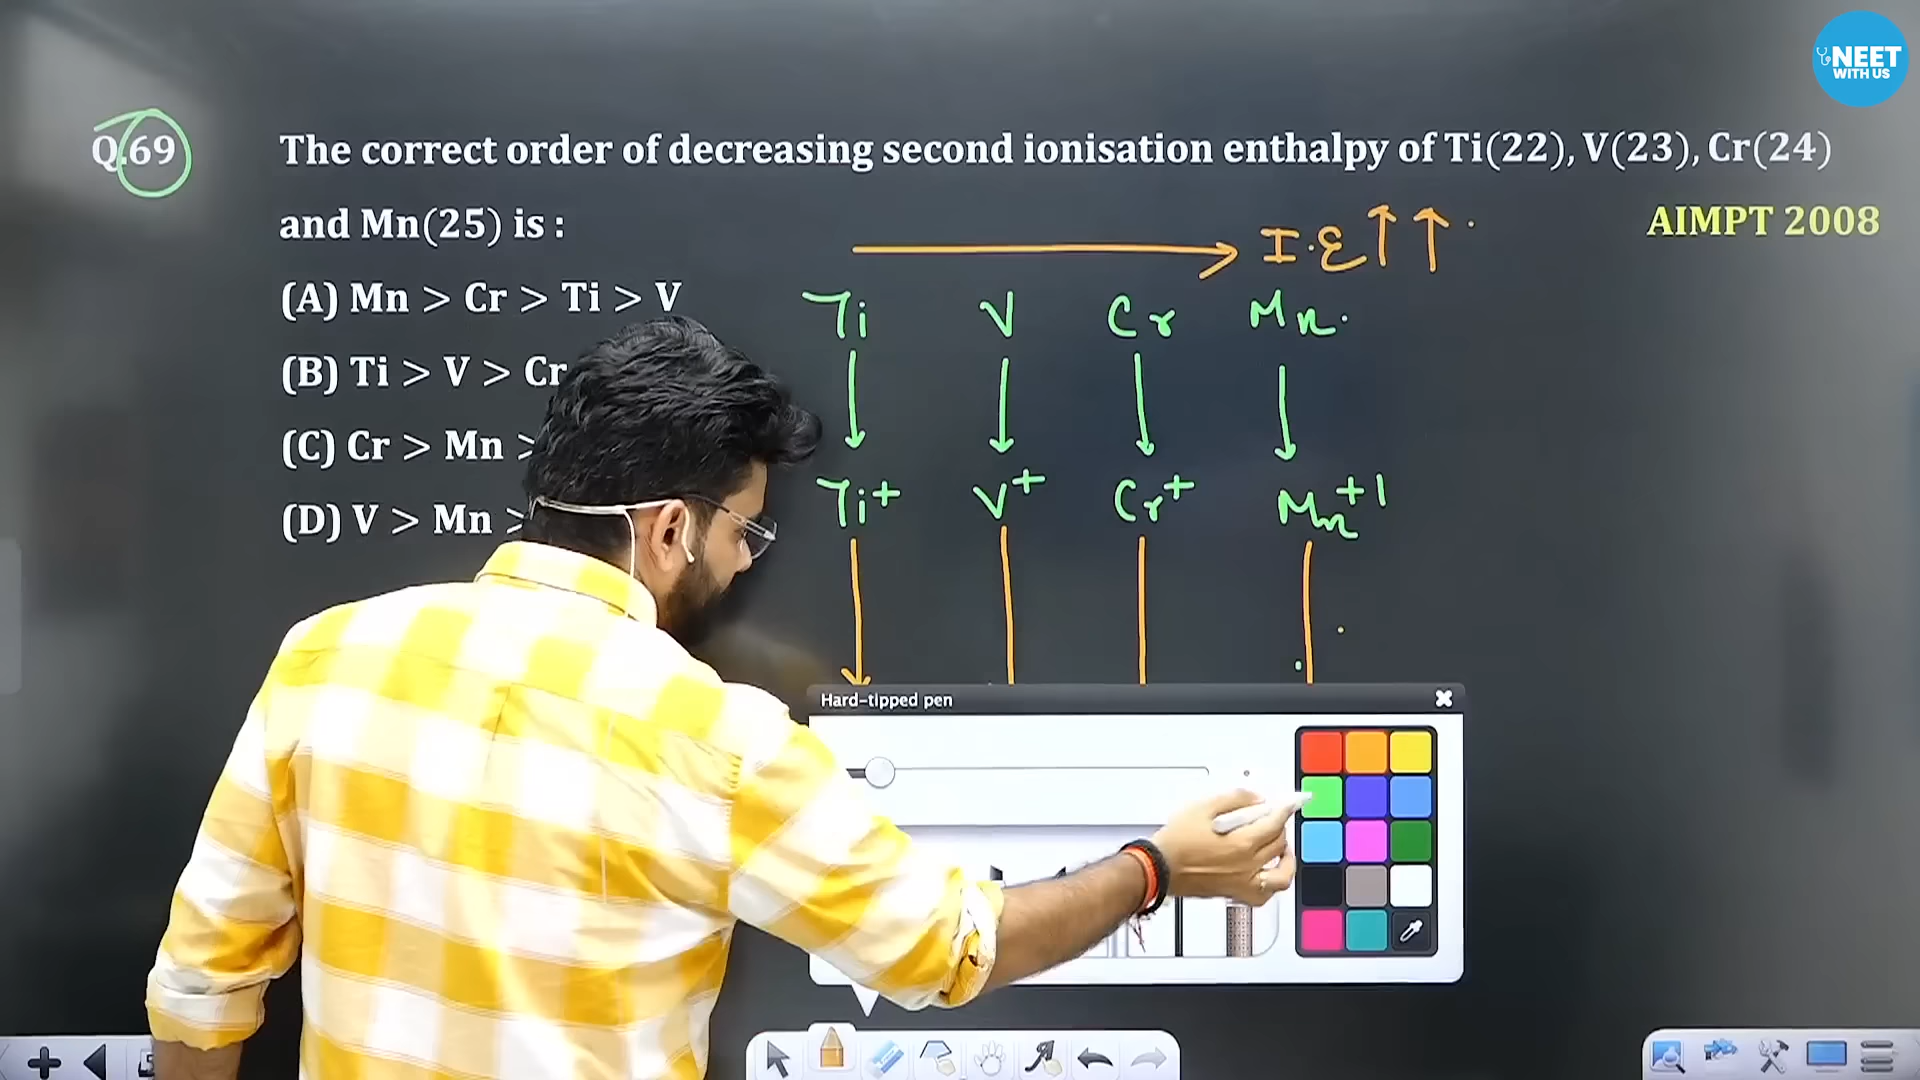 NEET
WITH US
Q.69 The correct order of decreasing second ionisation enthalpy of Ti(22), V(23), Cr(24)
and Mn(25) is :
AIMPT 2008
I.E↑↑
(A) Mn > Cr > Ti > V
(B) Ti > V > Cr
(C) Cr > Mn >
(D) V > Mn >
Ti V Cr Mn
Ti+ V+ Cr+ Mn+1
Hard-tipped pen